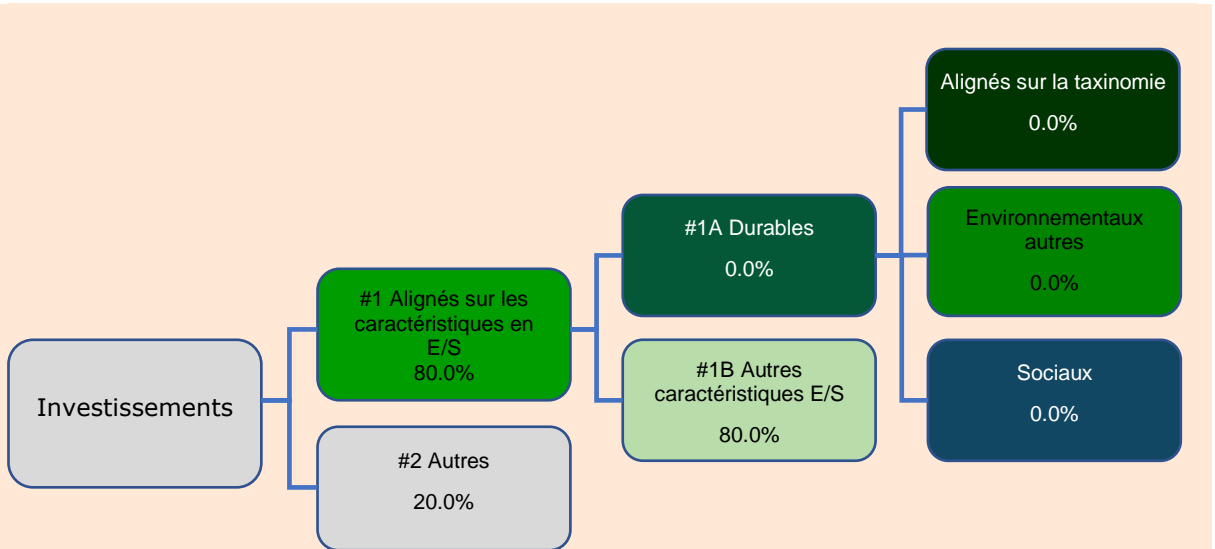 Investissements
#1 Alignés sur les
caractéristiques en
E/S
80.0%
#2 Autres
20.0%
#1A Durables
0.0%
#1B Autres
caractéristiques E/S
80.0%
Alignés sur la taxinomie
0.0%
Environnementaux
autres
0.0%
Sociaux
0.0%